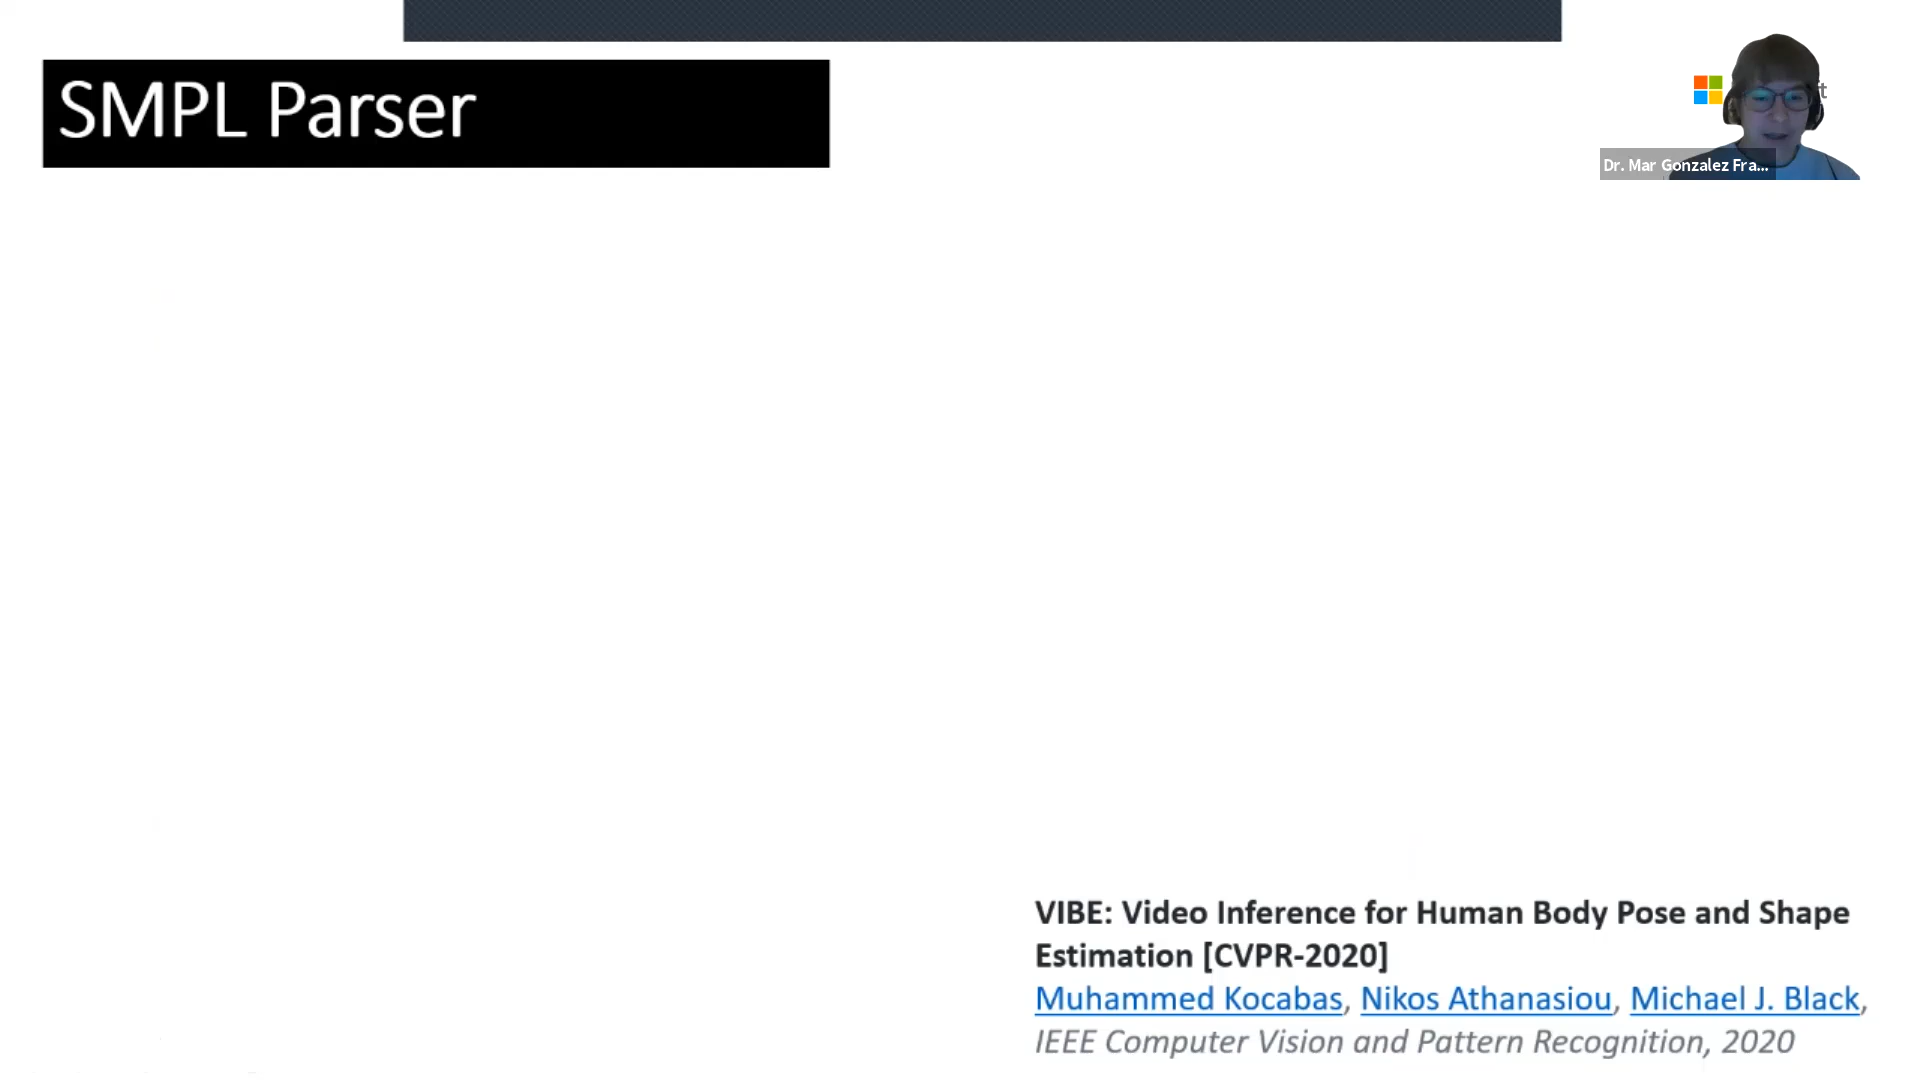 SMPL Parser
t
Dr. Mar Gonzalez Fra...
VIBE: Video Inference for Human Body Pose and Shape
Estimation [CVPR-2020]
Muhammed Kocabas, Nikos Athanasiou, Michael J. Black,
IEEE Computer Vision and Pattern Recognition, 2020